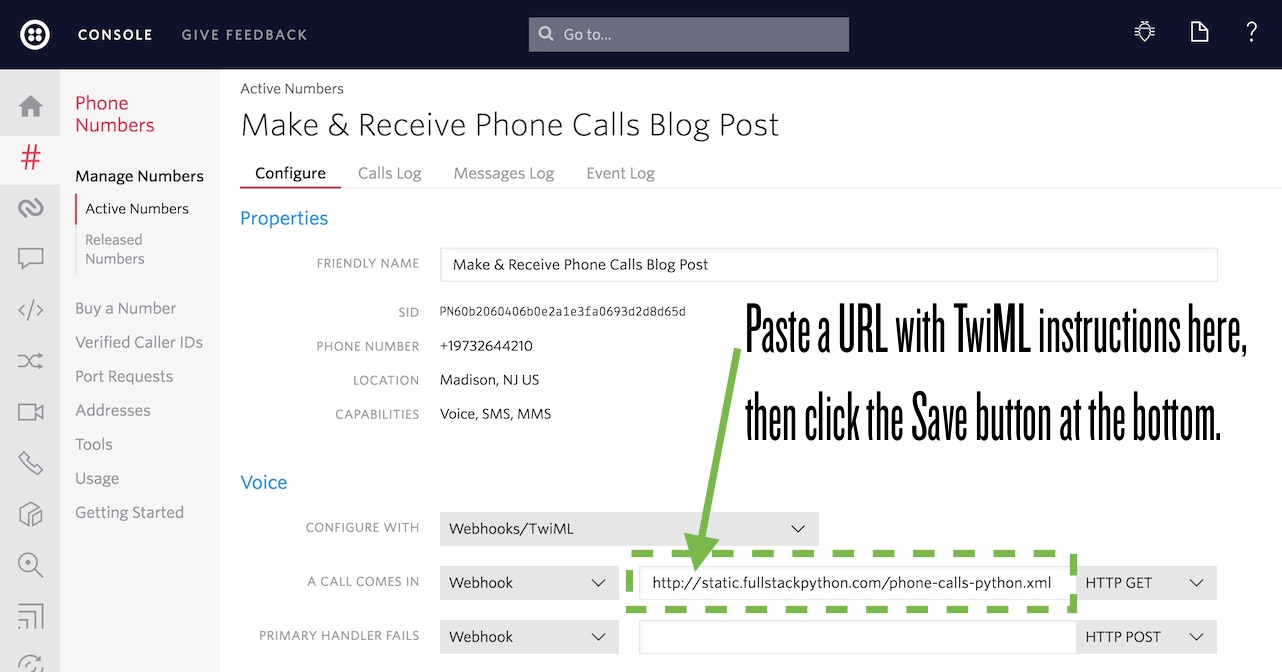 CONSOLE GIVE FEEDBACK Go to... ?
Phone
Numbers
Manage Numbers
Active Numbers
Released
Numbers
Buy a Number
Verified Caller IDs
Port Requests
Addresses
Tools
Usage
Getting Started
Active Numbers
Make & Receive Phone Calls Blog Post
Configure Calls Log Messages Log Event Log
Properties
FRIENDLY NAME Make & Receive Phone Calls Blog Post
SID PN60b2060406b0e2a1e3fa0693d2d8d65d
PHONE NUMBER +19732644210
LOCATION Madison, NJ US
CAPABILITIES Voice, SMS, MMS
Paste a URL with TwiML instructions here,
then click the Save button at the bottom.
Voice
CONFIGURE WITH Webhooks/TwiML
A CALL COMES IN Webhook http://static.fullstackpython.com/phone-calls-python.xml HTTP GET
PRIMARY HANDLER FAILS Webhook HTTP POST